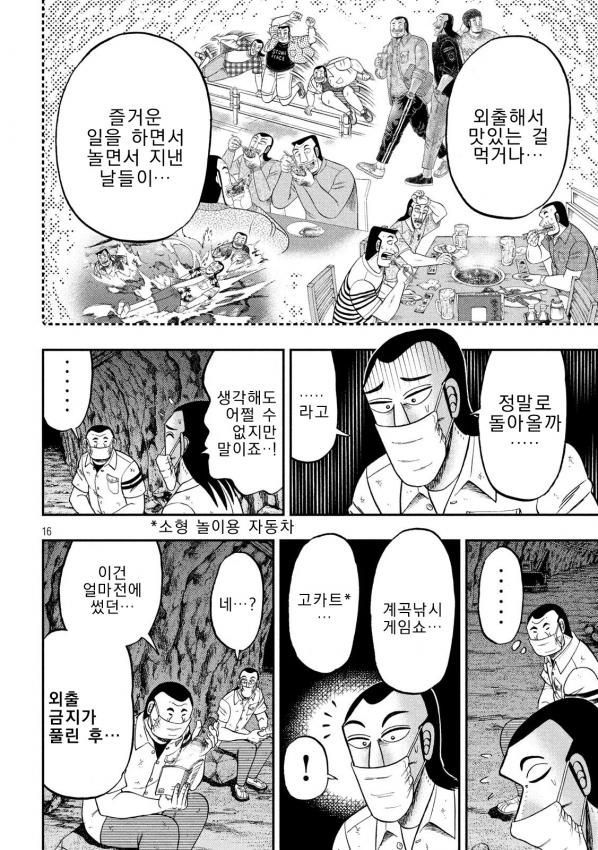 외출해서
맛있는 걸
먹거나…
즐거운
일을 하면서
놀면서 지낸
날들이…
정말로
돌아올까
·····
·····
라고
생각해도
어쩔 수
없지만
말이죠‥!
······
16
*소형 놀이용 자동차
······
계곡낚시
게임쇼…
고카트*
…
!
네…?
이건
얼마전에
썼던…
외출
금지가
풀린 후…